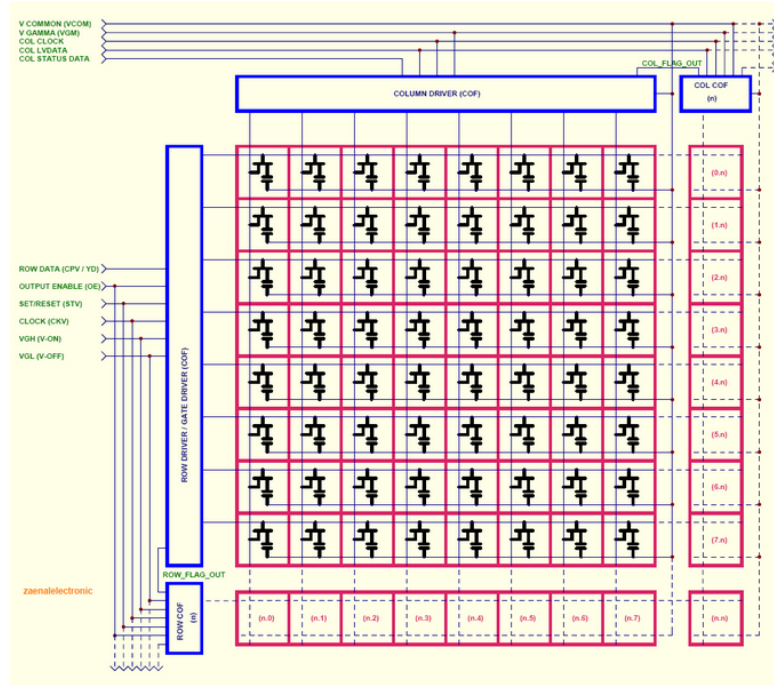 V COMMON (VCOM)
V GAMMA (VGM)
COL CLOCK
COL LVDATA
COL STATUS DATA
COL_FLAG_OUT
COLUMN DRIVER (COF)
COL COF
(n)
ROW DRIVER / GATE DRIVER (COF)
(0.n)
(1.n)
(2.n)
ROW DATA (CPV / YD)
OUTPUT ENABLE (OE)
SET/RESET (STV)
CLOCK (CKV)
VGH (V-ON)
VGL (V-OFF)
(3.n)
(4.n)
(5.n)
(6.n)
(7.n)
ROW_FLAG_OUT
zaenalelectronic
ROW COF
(n)
(n.0) (n.1) (n.2) (n.3) (n.4) (n.5) (n.6) (n.7) (n.n)